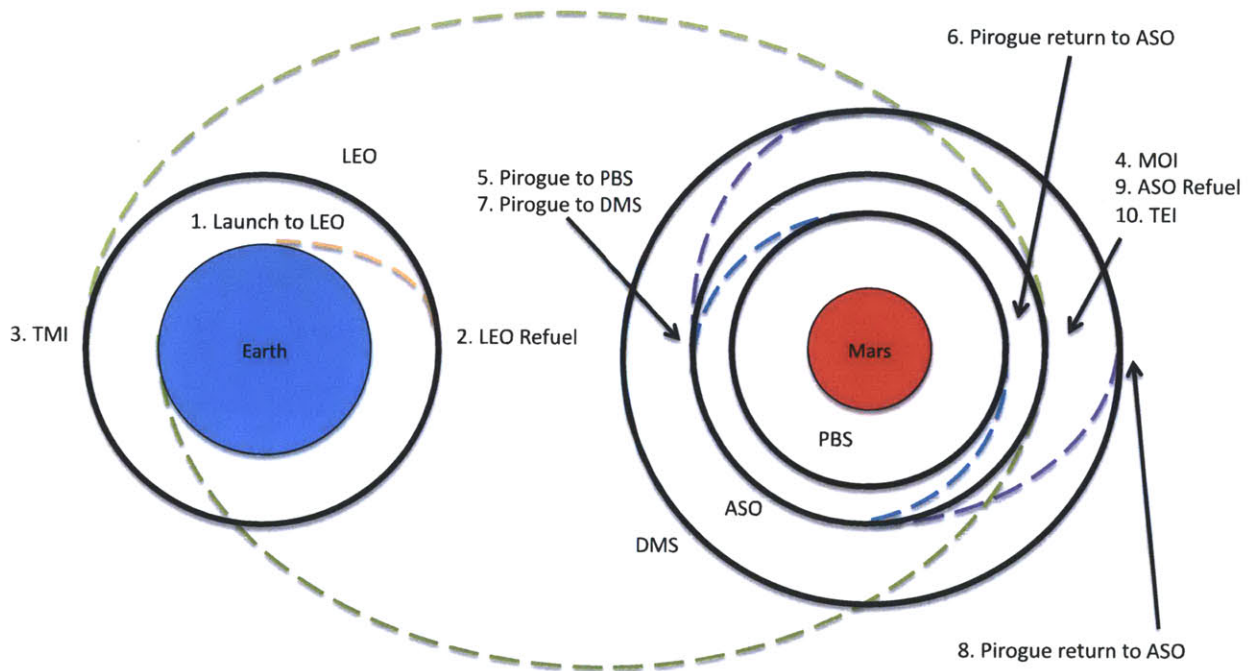 6. Pirogue return to ASO
LEO
4. MOI
5. Pirogue to PBS
9. ASO Refuel
7. Pirogue to DMS
10. TEI
1. Launch to LEO
3. TMI
Earth
2. LEO Refuel
Mars
PBS
ASO
DMS
8. Pirogue return to ASO